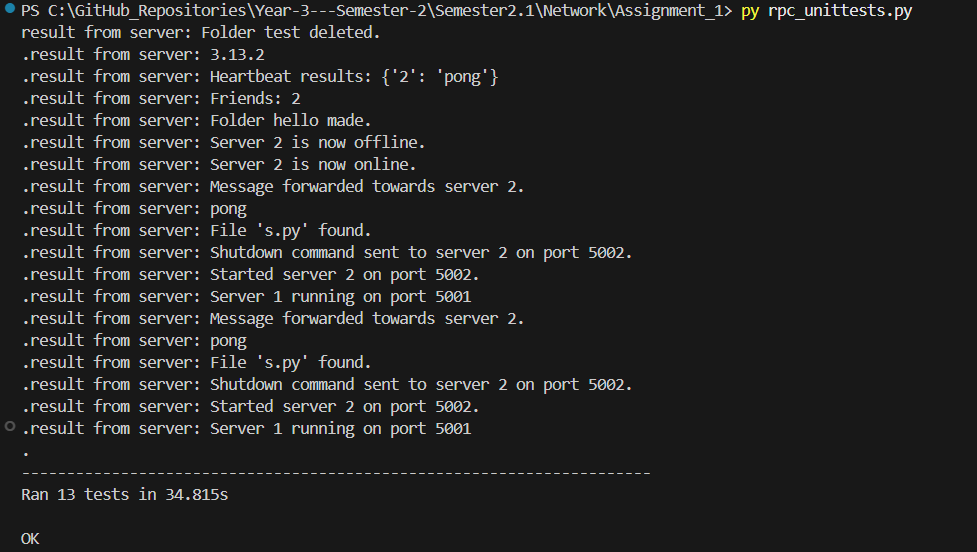 PS C:\GitHub_Repositories\Year-3---Semester-2\Semester2.1\Network\Assignment_1> py rpc_unittests.py
result from server: Folder test deleted.
.result from server: 3.13.2
.result from server: Heartbeat results: {'2': 'pong'}
.result from server: Friends: 2
.result from server: Folder hello made.
.result from server: Server 2 is now offline.
.result from server: Server 2 is now online.
.result from server: Message forwarded towards server 2.
.result from server: pong
.result from server: File 's.py' found.
.result from server: Shutdown command sent to server 2 on port 5002.
.result from server: Started server 2 on port 5002.
.result from server: Server 1 running on port 5001
.result from server: Message forwarded towards server 2.
.result from server: pong
.result from server: File 's.py' found.
.result from server: Shutdown command sent to server 2 on port 5002.
.result from server: Started server 2 on port 5002.
.result from server: Server 1 running on port 5001
.
----------------------------------------------------------------------
Ran 13 tests in 34.815s
OK